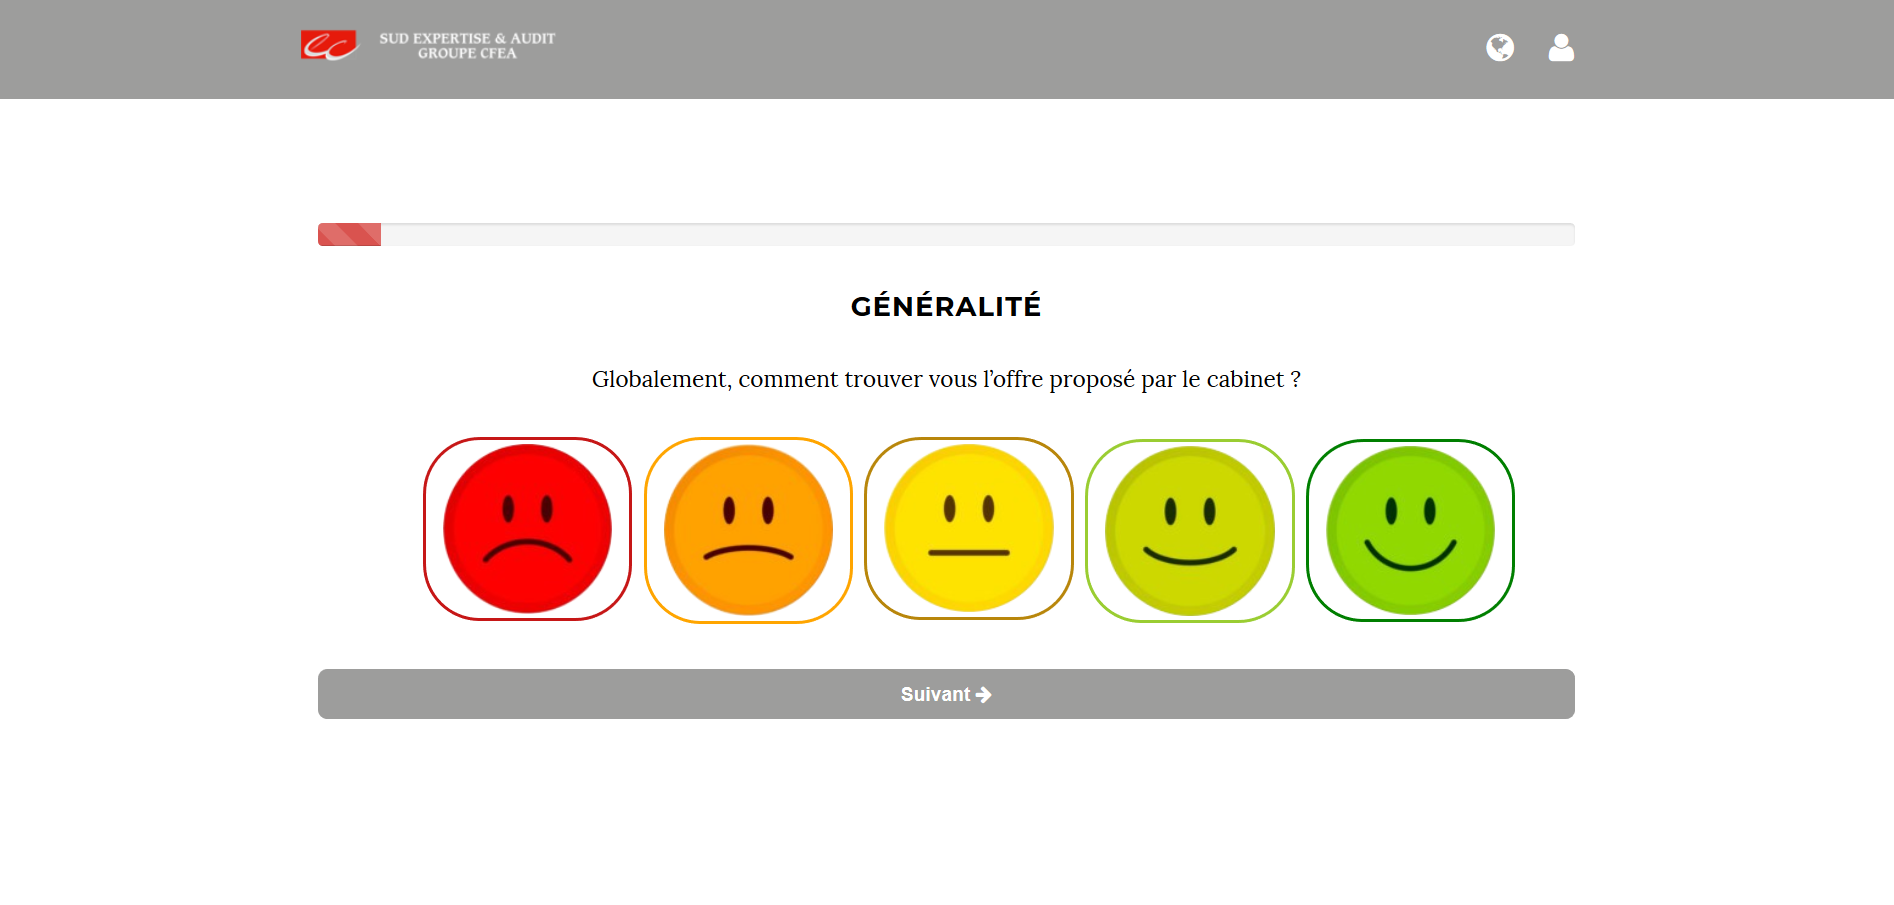 SUD EXPERTISE & AUDIT
GROUPE CFEA
GÉNÉRALITÉ
Globalement, comment trouver vous l’offre proposé par le cabinet ?
Suivant